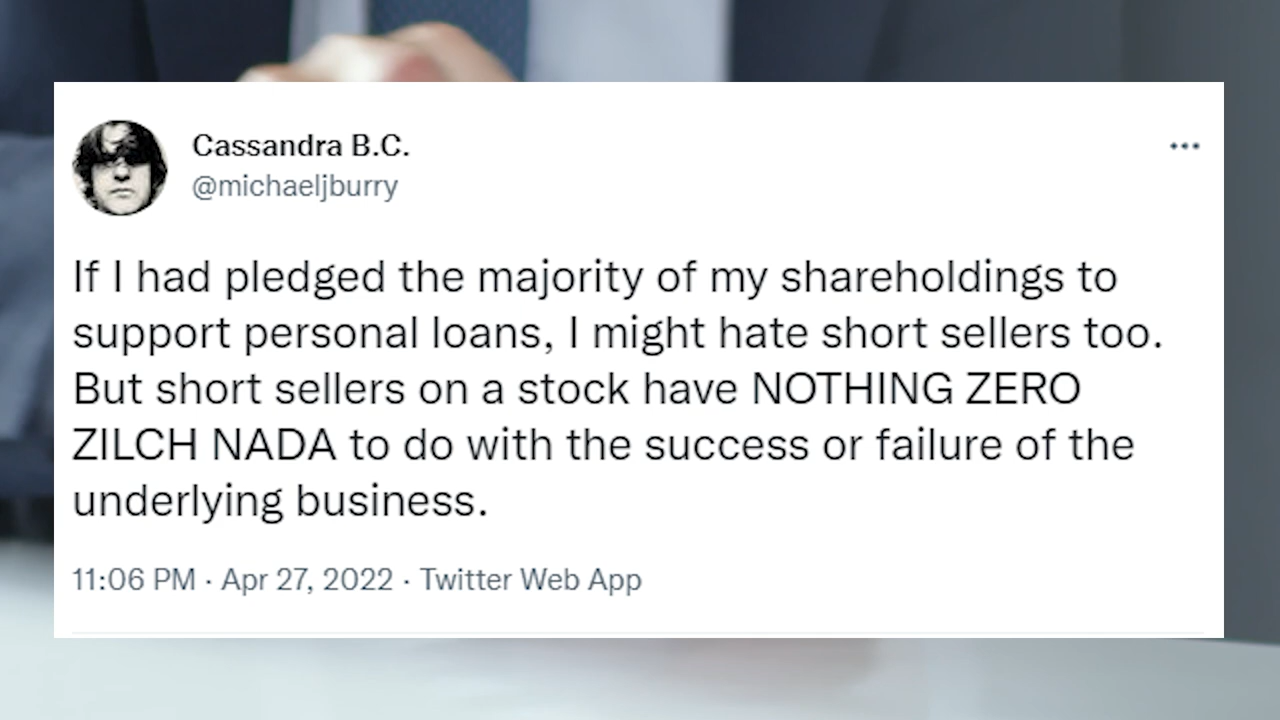 Cassandra B.C.
@michaeljburry
If I had pledged the majority of my shareholdings to
support personal loans, I might hate short sellers too.
But short sellers on a stock have NOTHING ZERO
ZILCH NADA to do with the success or failure of the
underlying business.
11:06 PM · Apr 27, 2022 · Twitter Web App